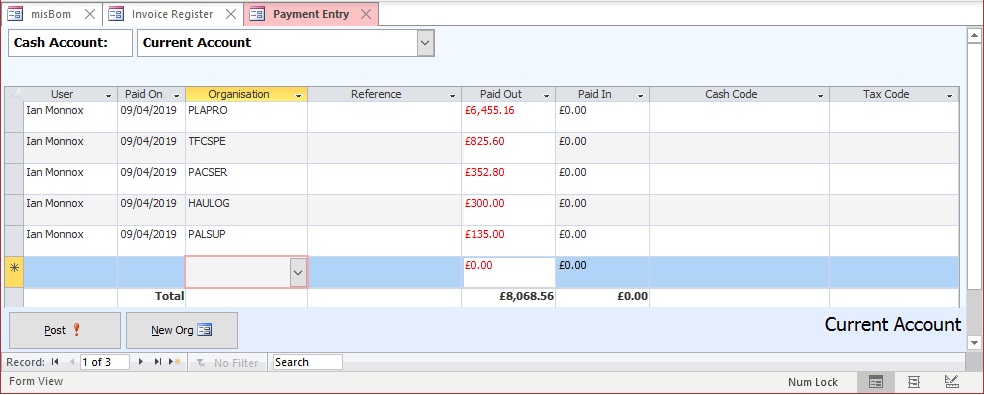 misBom Invoice Register Payment Entry
Cash Account: Current Account
User Paid On Organisation Reference Paid Out Paid In Cash Code Tax Code
Ian Monnox 09/04/2019 PLAPRO £6,455.16 £0.00
Ian Monnox 09/04/2019 TFCSPE £825.60 £0.00
Ian Monnox 09/04/2019 PACSER £352.80 £0.00
Ian Monnox 09/04/2019 HAULOG £300.00 £0.00
Ian Monnox 09/04/2019 PALSUP £135.00 £0.00
£0.00 £0.00
Total £8,068.56 £0.00
Post New Org Current Account
Record: 1 of 3 No Filter Search
Form View Num Lock